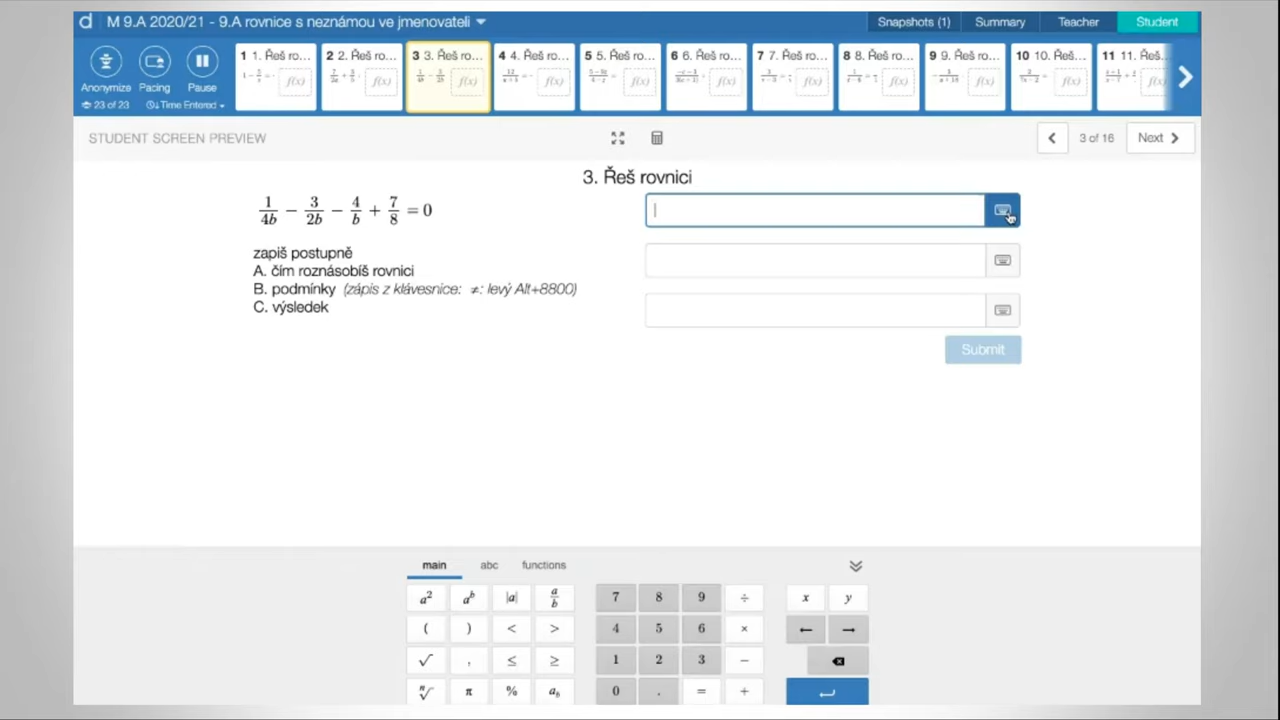 d M 9.A 2020/21 - 9.A rovnice s neznámou ve jmenovateli
Snapshots (1) Summary Teacher Student
Anonymize Pacing Pause
23 of 23 Time Entered
1 1. Řeš ro... f(x)
2 2. Řeš ro... f(x)
3 3. Řeš ro... f(x)
4 4. Řeš ro... f(x)
5 5. Řeš ro... f(x)
6 6. Řeš ro... f(x)
7 7. Řeš ro... f(x)
8 8. Řeš ro... f(x)
9 9. Řeš ro... f(x)
10 10. Řeš... f(x)
11 11. Řeš... f(x)
STUDENT SCREEN PREVIEW
3 of 16 Next
3. Řeš rovnici
1/4b − 3/2b − 4/b + 7/8 = 0
zapiš postupně
A. čím roznásobíš rovnici
B. podmínky (zápis z klávesnice: ≠: levý Alt+8800)
C. výsledek
Submit
main abc functions
a² aᵇ |a| a/b 7 8 9 ÷ x y
( ) < > 4 5 6 × ← →
√ , ≤ ≥ 1 2 3 −
ⁿ√ π % 0 . = +